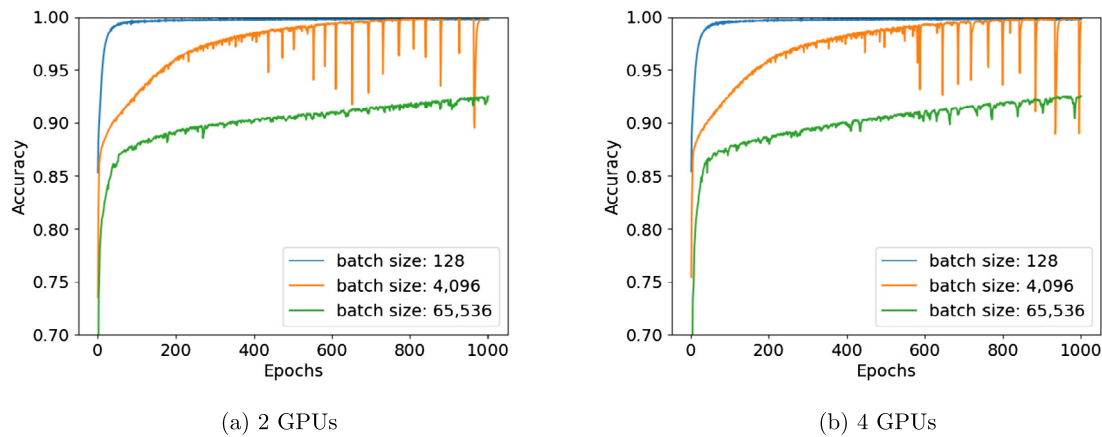 1.00
0.95
0.90
0.85
0.80
0.75
0.70
Accuracy
0 200 400 600 800 1000
Epochs
batch size: 128
batch size: 4,096
batch size: 65,536
(a) 2 GPUs
1.00
0.95
0.90
0.85
0.80
0.75
0.70
Accuracy
0 200 400 600 800 1000
Epochs
batch size: 128
batch size: 4,096
batch size: 65,536
(b) 4 GPUs